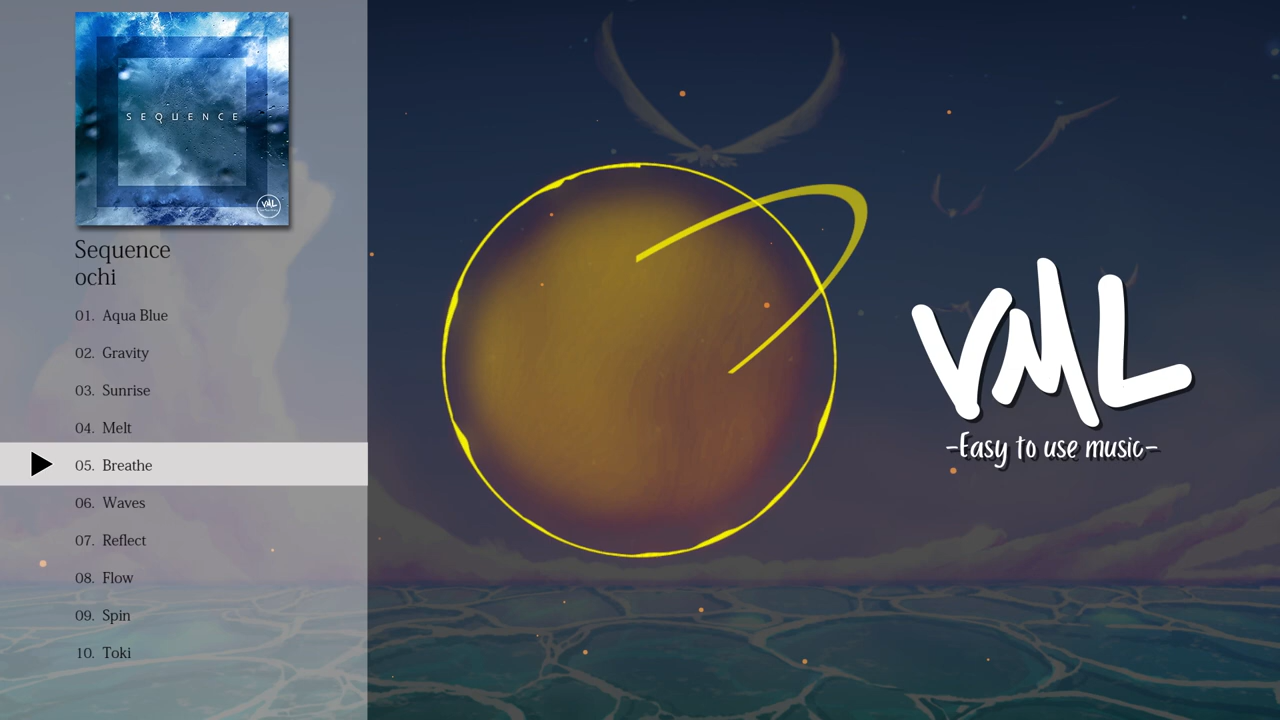 SEQUENCE
VML
Sequence
ochi
01. Aqua Blue
02. Gravity
03. Sunrise
04. Melt
05. Breathe
06. Waves
07. Reflect
08. Flow
09. Spin
10. Toki
VML
-Easy to use music-